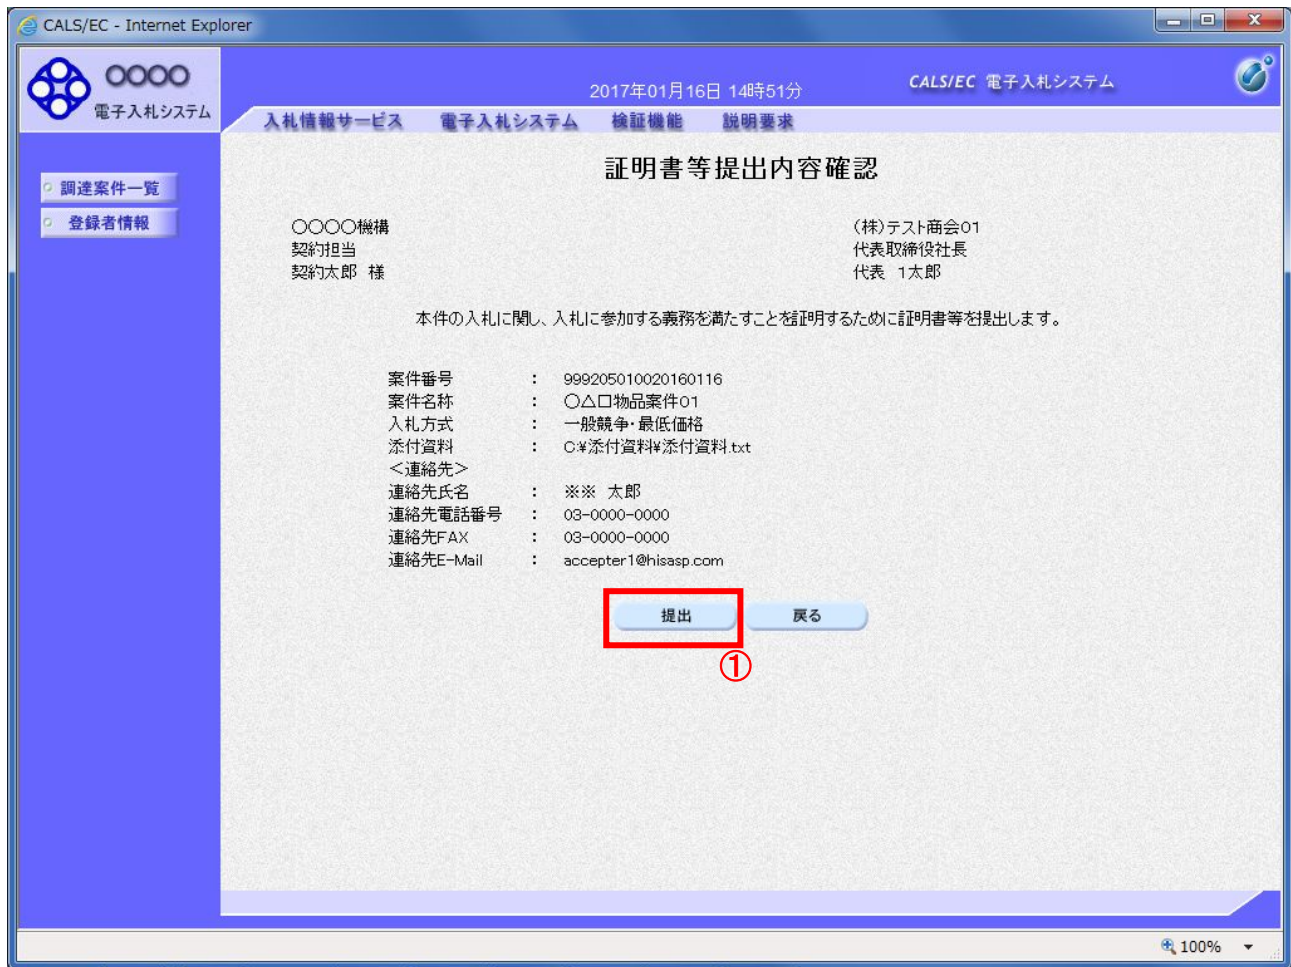 CALS/EC - Internet Explorer
○○○○
電子入札システム
2017年01月16日 14時51分
CALS/EC 電子入札システム
入札情報サービス 電子入札システム 検証機能 説明要求
調達案件一覧
登録者情報
証明書等提出内容確認
○○○○機構
契約担当
契約太郎 様
(株)テスト商会01
代表取締役社長
代表 1太郎
本件の入札に関し、入札に参加する義務を満たすことを証明するために証明書等を提出します。
案件番号 : 999205010020160116
案件名称 : ○△□物品案件01
入札方式 : 一般競争・最低価格
添付資料 : C:¥添付資料¥添付資料.txt
<連絡先>
連絡先氏名 : ※※ 太郎
連絡先電話番号 : 03-0000-0000
連絡先FAX : 03-0000-0000
連絡先E-Mail : accepter1@hisasp.com
提出 戻る
①
100%